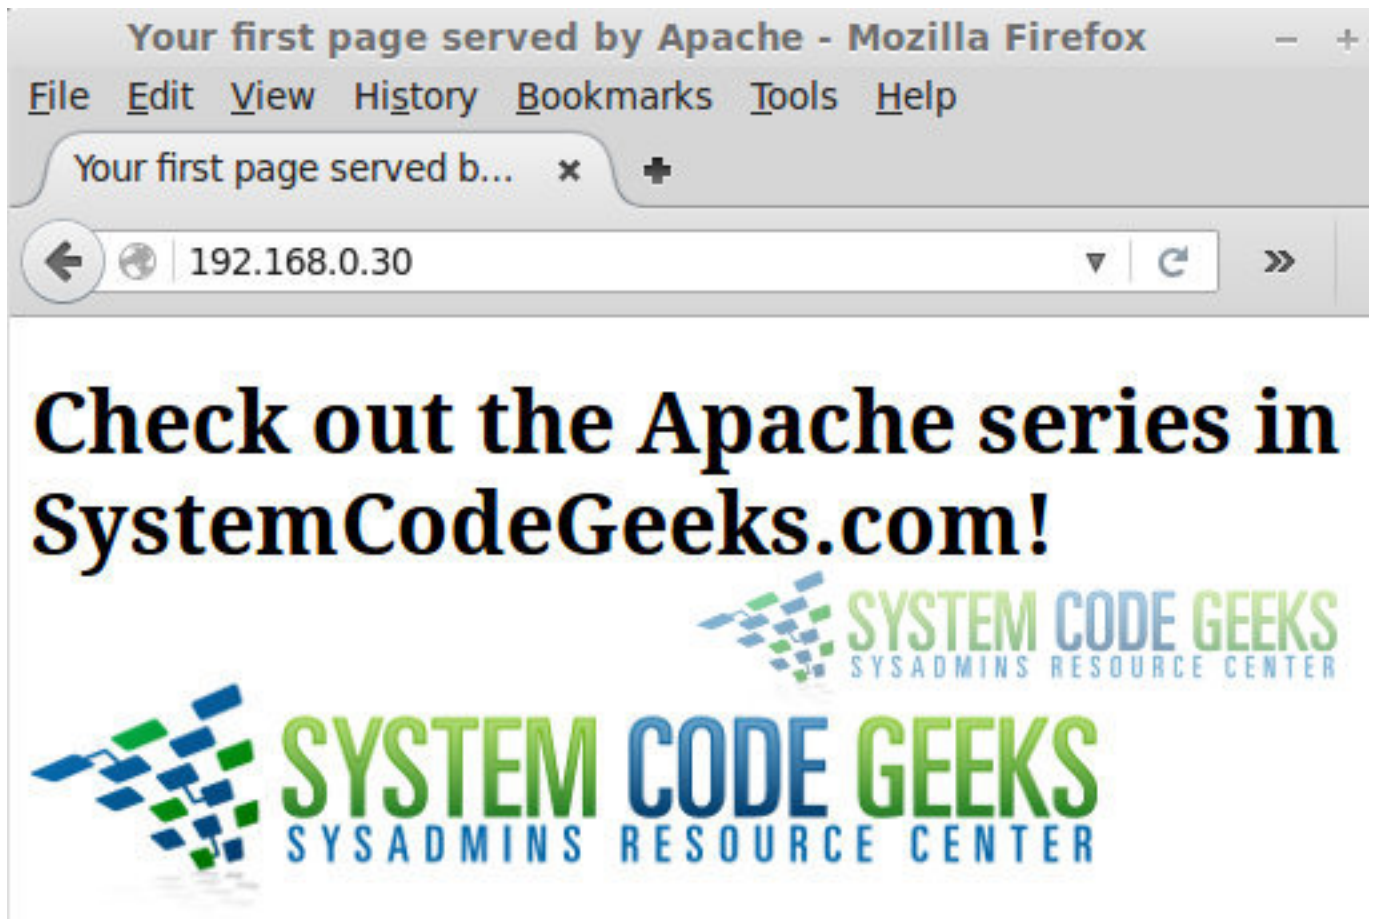 Your first page served by Apache - Mozilla Firefox
File Edit View History Bookmarks Tools Help
Your first page served b...
192.168.0.30
Check out the Apache series in
SystemCodeGeeks.com!
SYSTEM CODE GEEKS
SYSADMINS RESOURCE CENTER
SYSTEM CODE GEEKS
SYSADMINS RESOURCE CENTER